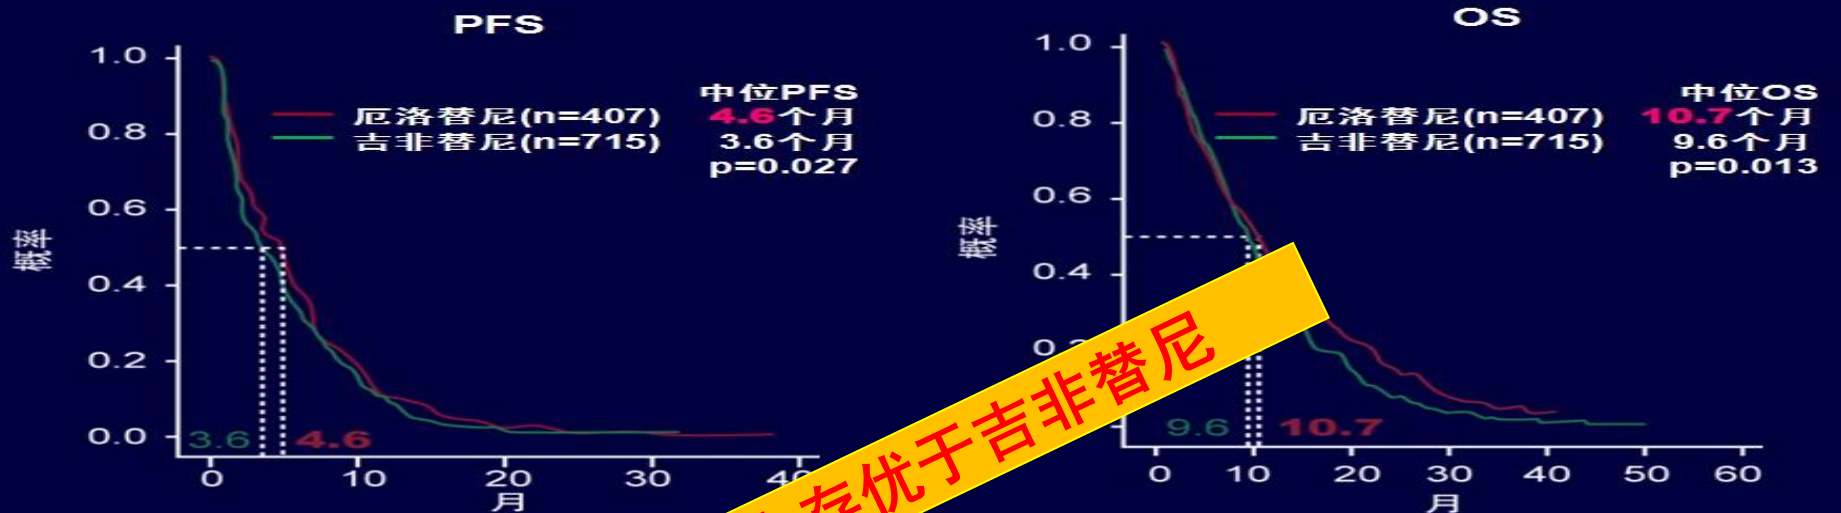 PFS
1.0
0.8
0.6
0.4
0.2
0.0
概率
厄洛替尼(n=407)
吉非替尼(n=715)
中位PFS
4.6个月
3.6个月
p=0.027
3.6
4.6
0
10
20
30
月
OS
1.0
0.8
0.6
0.4
概率
厄洛替尼(n=407)
吉非替尼(n=715)
中位OS
10.7个月
9.6个月
p=0.013
9.6
10.7
0
10
20
30
40
50
60
月
存优于吉非替尼